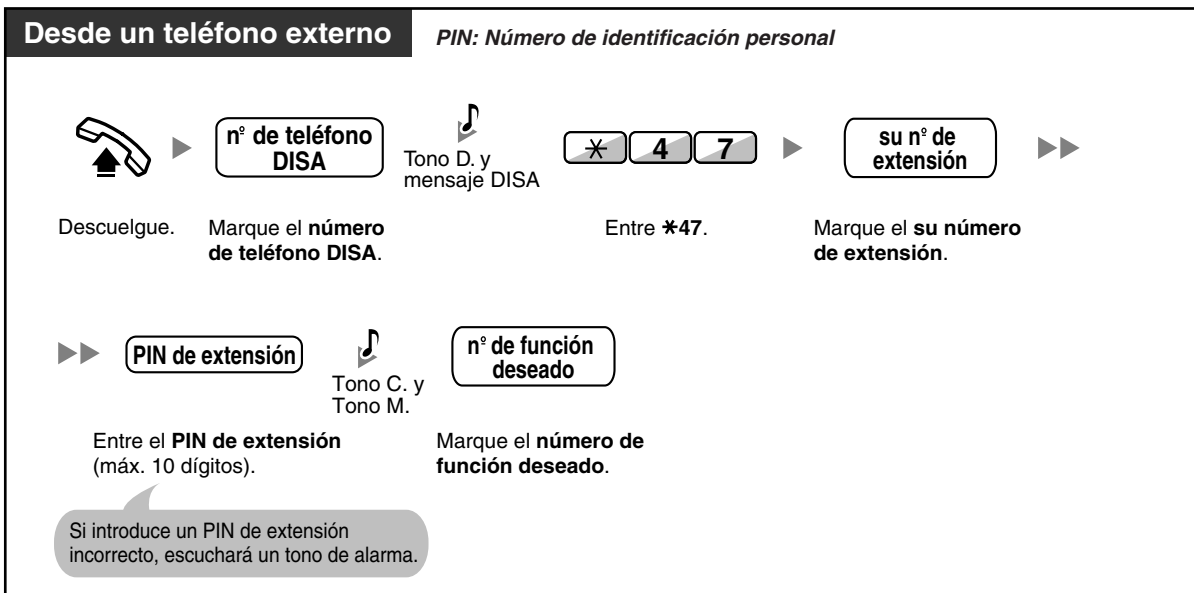 Desde un teléfono externo
PIN: Número de identificación personal
nº de teléfono
DISA
Tono D. y
mensaje DISA
* 4 7
su nº de
extensión
Descuelgue.
Marque el número
de teléfono DISA.
Entre *47.
Marque el su número
de extensión.
PIN de extensión
Tono C. y
Tono M.
nº de función
deseado
Entre el PIN de extensión
(máx. 10 dígitos).
Marque el número de
función deseado.
Si introduce un PIN de extensión
incorrecto, escuchará un tono de alarma.